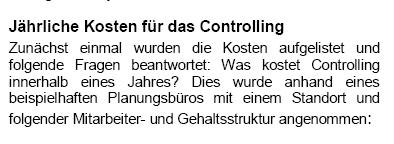 Jährliche Kosten für das Controlling
Zunächst einmal wurden die Kosten aufgelistet und
folgende Fragen beantwortet: Was kostet Controlling
innerhalb eines Jahres? Dies wurde anhand eines
beispielhaften Planungsbüros mit einem Standort und
folgender Mitarbeiter- und Gehaltsstruktur angenommen: